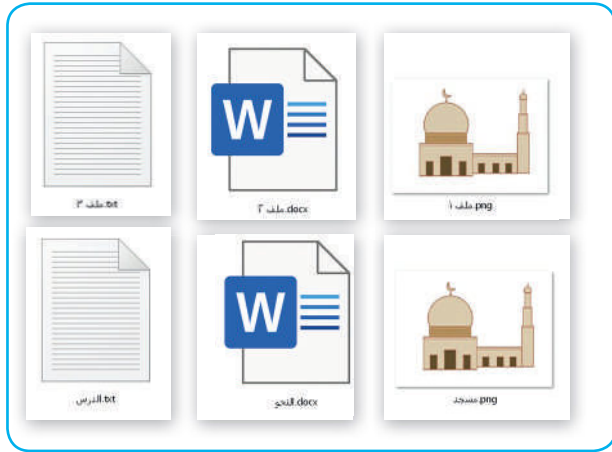 ملف ١.png
W
ملف ٢.docx
ملف ٣.txt
مسجد.png
W
النحو.docx
الدرس.txt